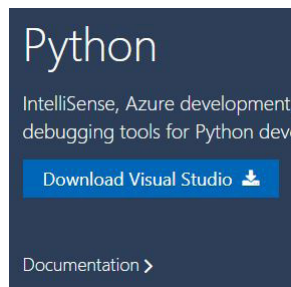 Python
IntelliSense, Azure development
debugging tools for Python
Download Visual Studio
Documentation